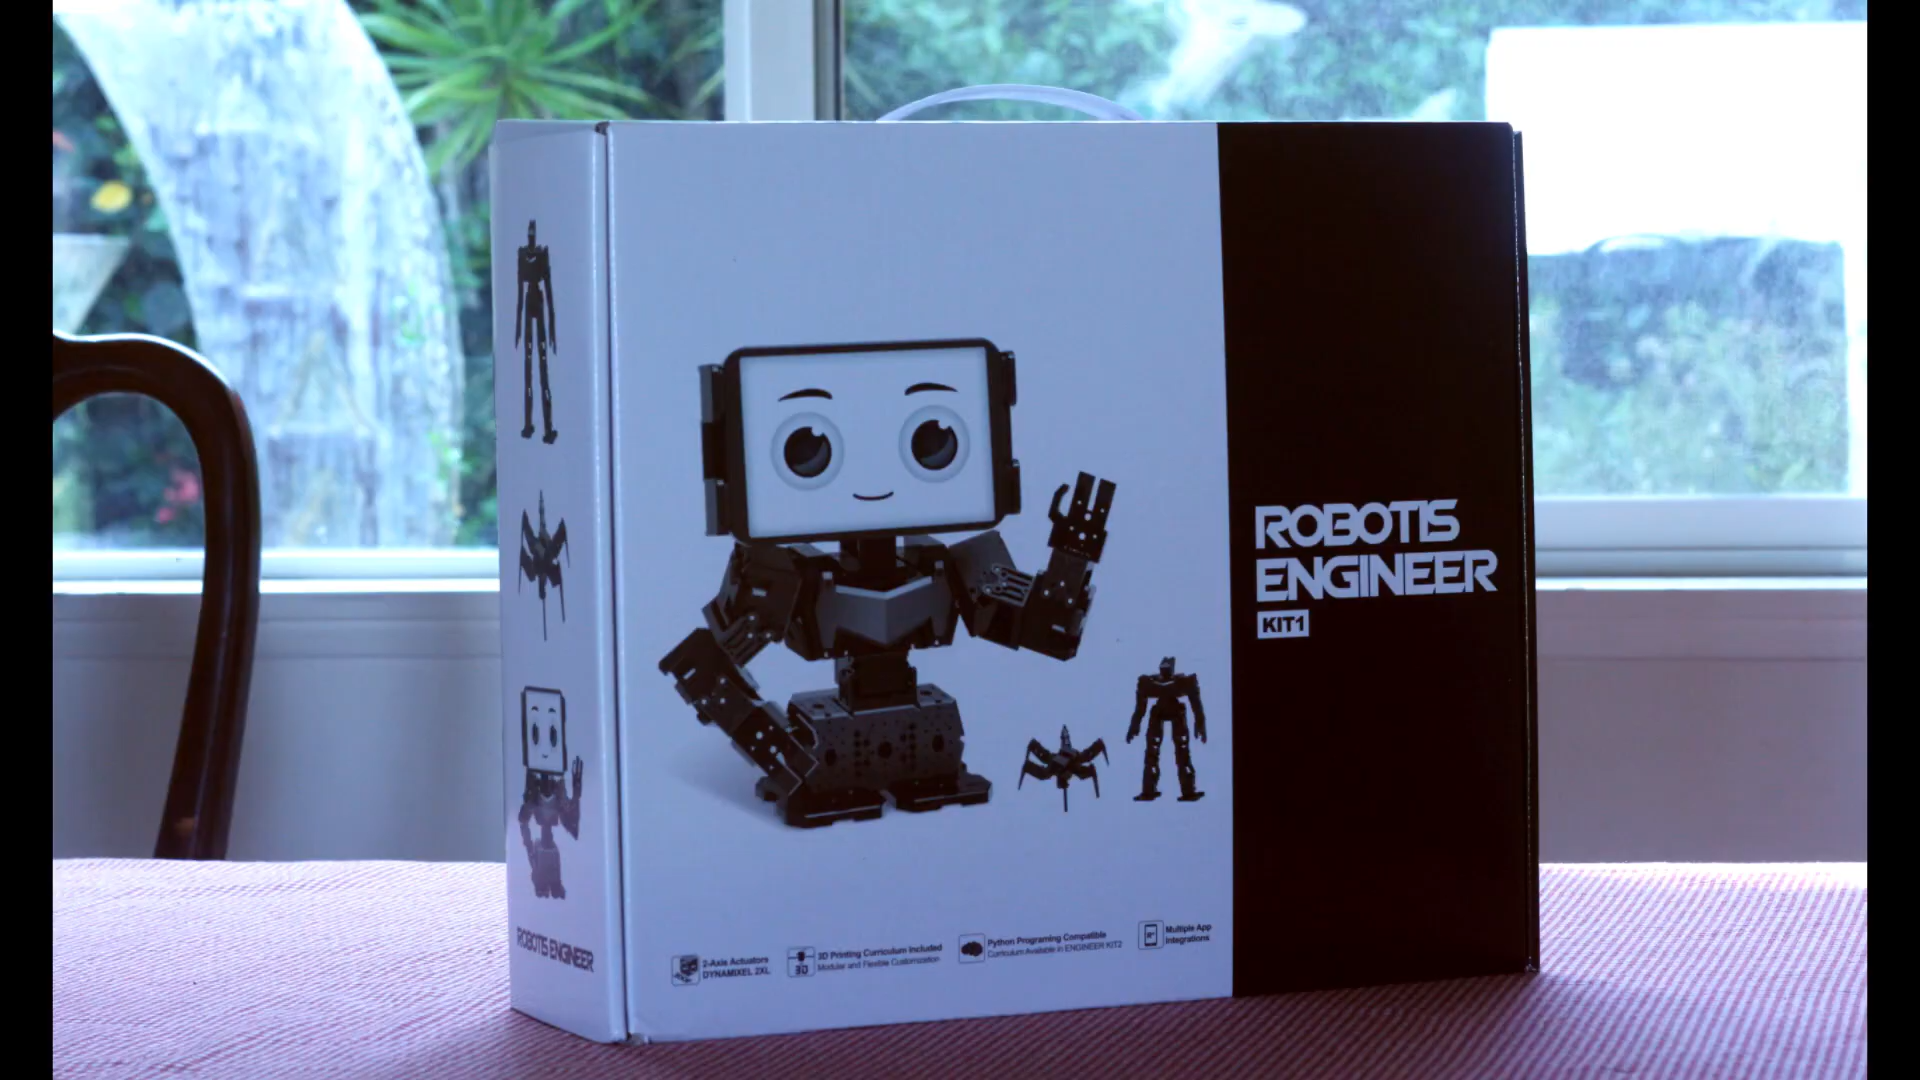 ROBOTIS
ENGINEER
KIT1
ROBOTIS ENGINEER
2-Axis Actuators
DYNAMIXEL 2XL
3D
3D Printing Curriculum Included
Modular and Flexible Customization
Python Programing Compatible
Curriculum Available in ENGINEER KIT2
Multiple App
Integrations